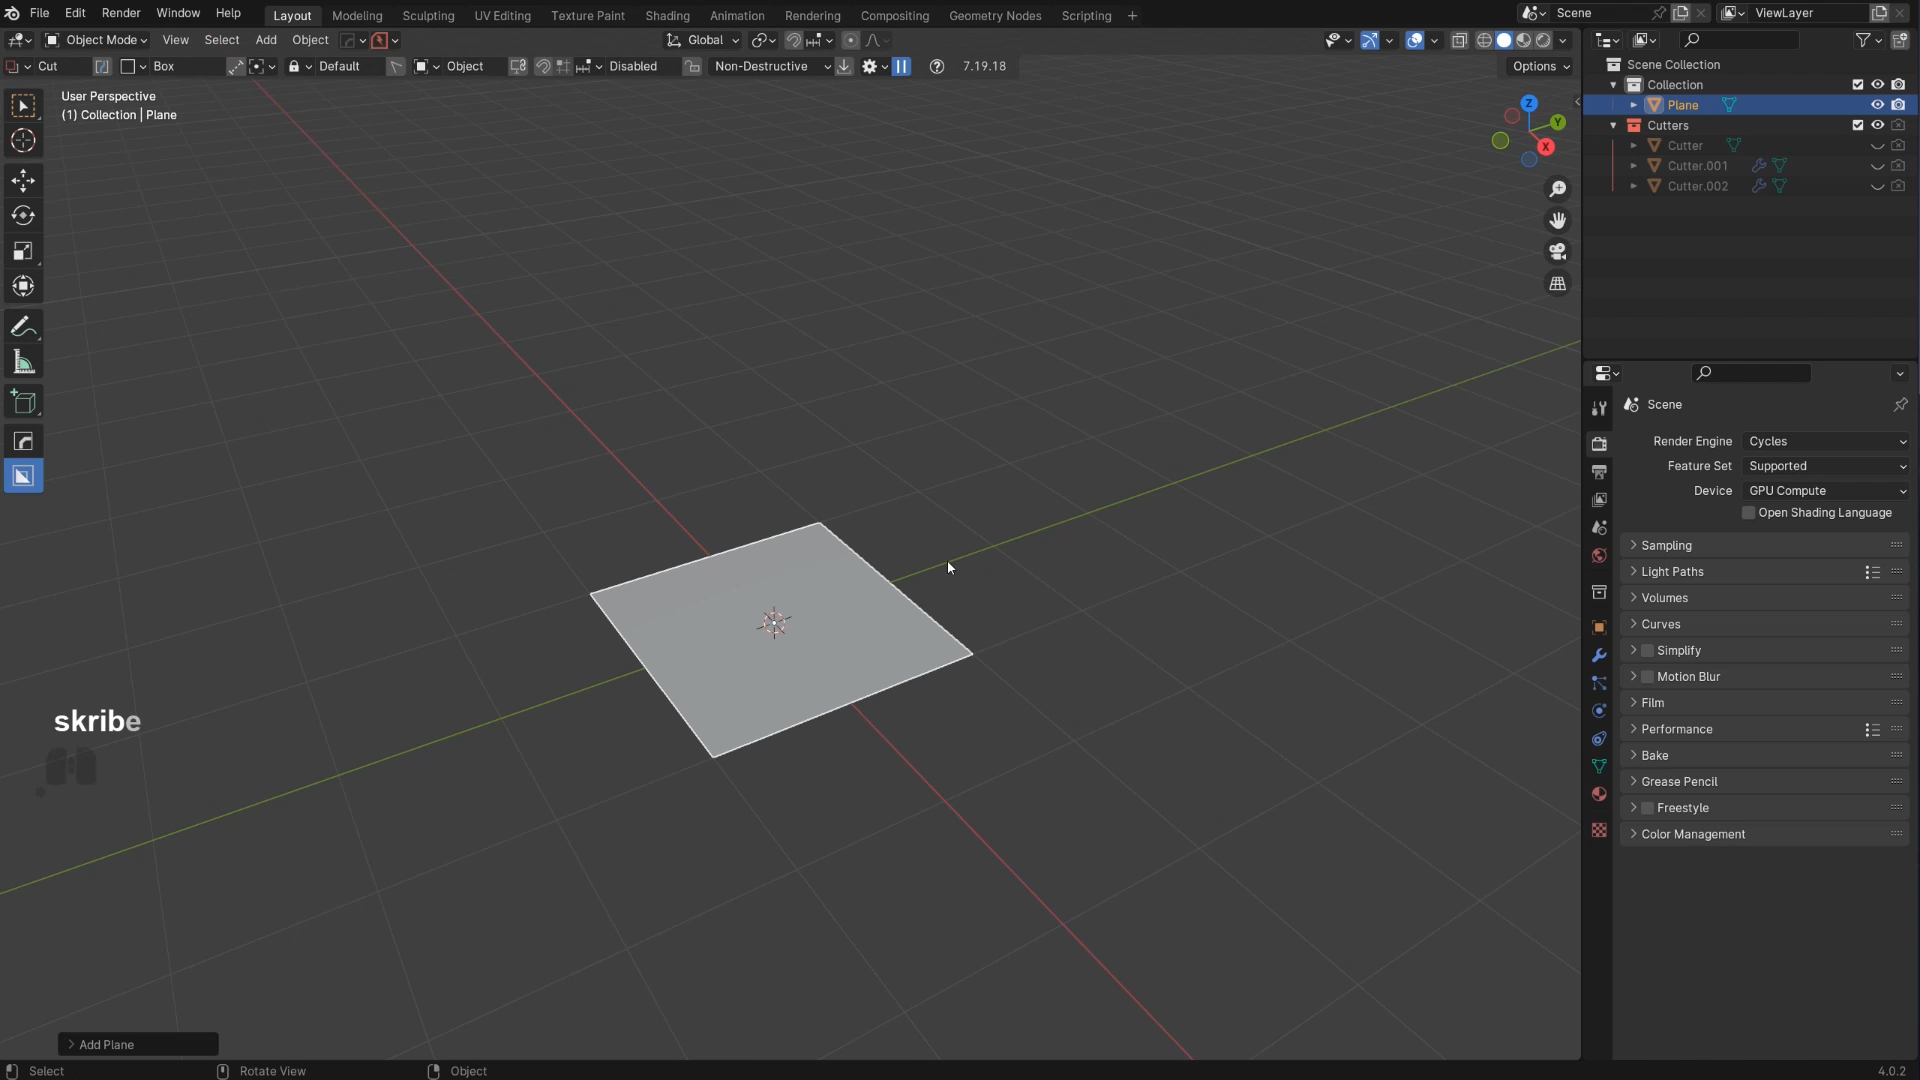 File Edit Render Window Help Layout Modeling Sculpting UV Editing Texture Paint Shading Animation Rendering Compositing Geometry Nodes Scripting + Scene ViewLayer
Object Mode View Select Add Object Global
Cut Box Default Object Disabled Non-Destructive 7.19.18 Options
User Perspective
(1) Collection | Plane
Z
Y
X
Scene Collection
Collection
Plane
Cutters
Cutter
Cutter.001
Cutter.002
Scene
Render Engine Cycles
Feature Set Supported
Device GPU Compute
Open Shading Language
Sampling
Light Paths
Volumes
Curves
Simplify
Motion Blur
Film
Performance
Bake
Grease Pencil
Freestyle
Color Management
skribe
Add Plane
Select Rotate View Object 4.0.2